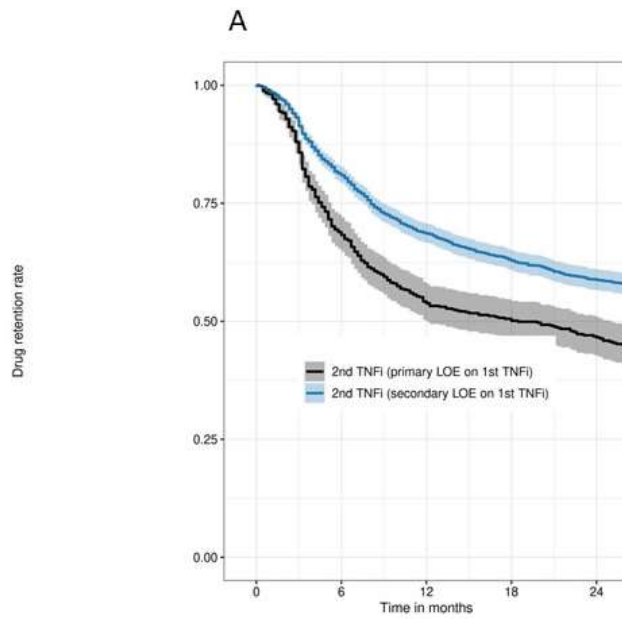 A
Drug retention rate
1.00
0.75
0.50
0.25
0.00
2nd TNFi (primary LOE on 1st TNFi)
2nd TNFi (secondary LOE on 1st TNFi)
0 6 12 18 24
Time in months